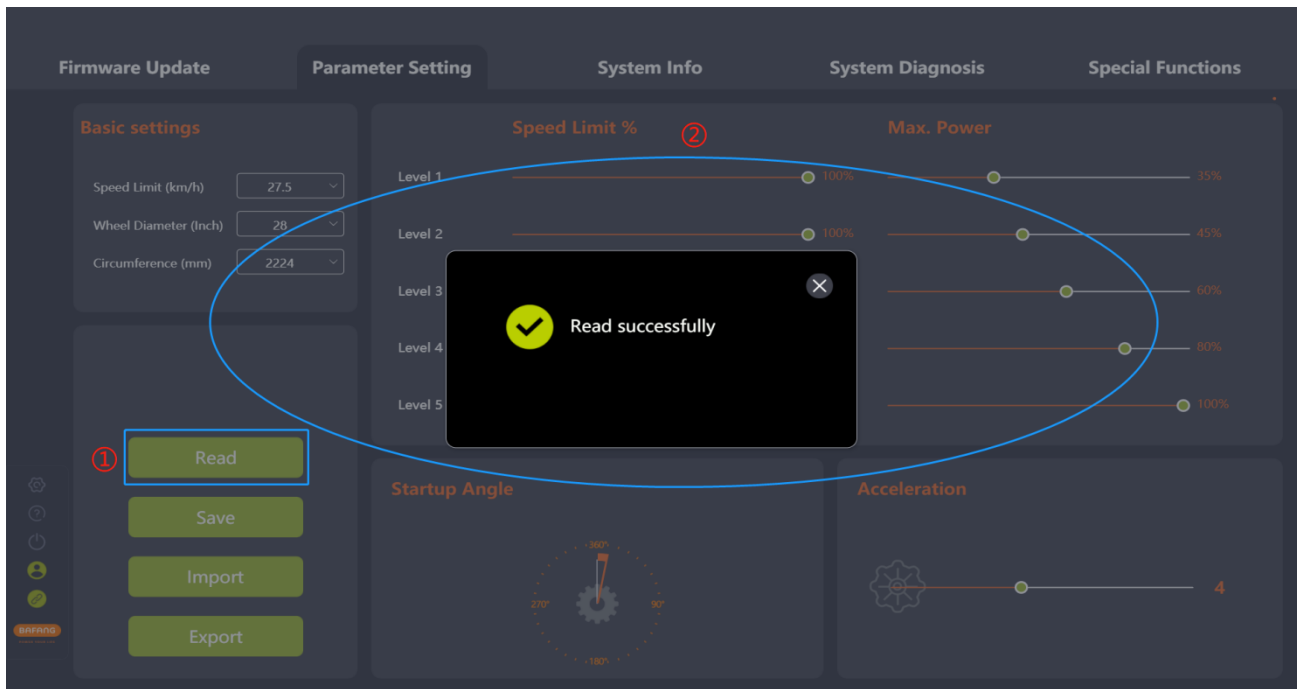 Firmware Update Parameter Setting System Info System Diagnosis Special Functions
Basic settings
Speed Limit (km/h) 27.5
Wheel Diameter (Inch) 28
Circumference (mm) 2224
Speed Limit % ② Max. Power
Level 1 100% 35%
Level 2 100% 45%
Level 3 60%
Level 4 80%
Level 5 100%
Read successfully
① Read
Save
Import
Export
BAFANG
Startup Angle
360°
270° 90°
180°
Acceleration
4